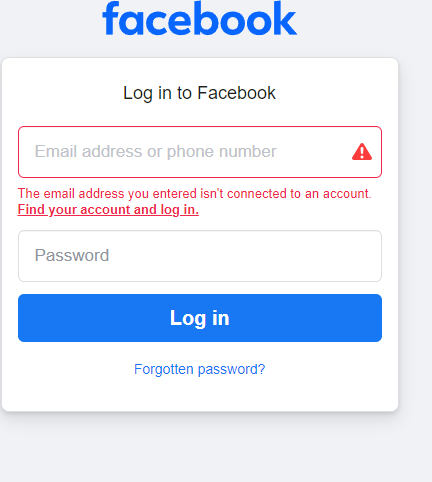 facebook
Log in to Facebook
Email address or phone number
The email address you entered isn't connected to an account.
Find your account and log in.
Password
Log in
Forgotten password?